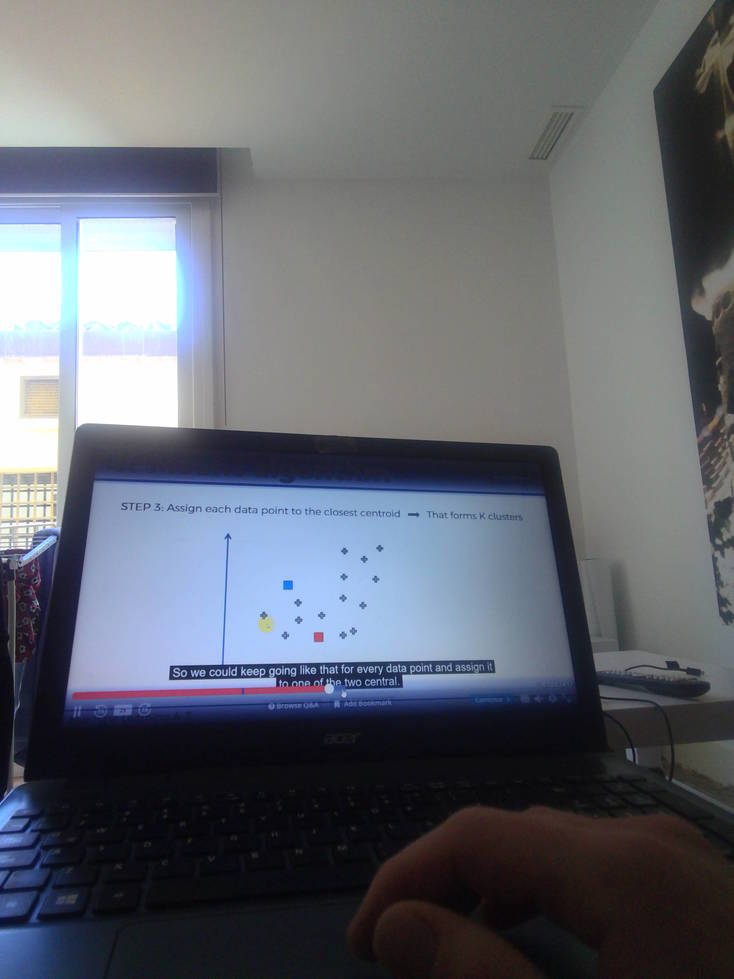 STEP 3: Assign each data point to the closest centroid ➡ That forms K clusters
So we could keep going like that for every data point and assign it
to one of the two central.
Browse Q&A Add Bookmark
acer